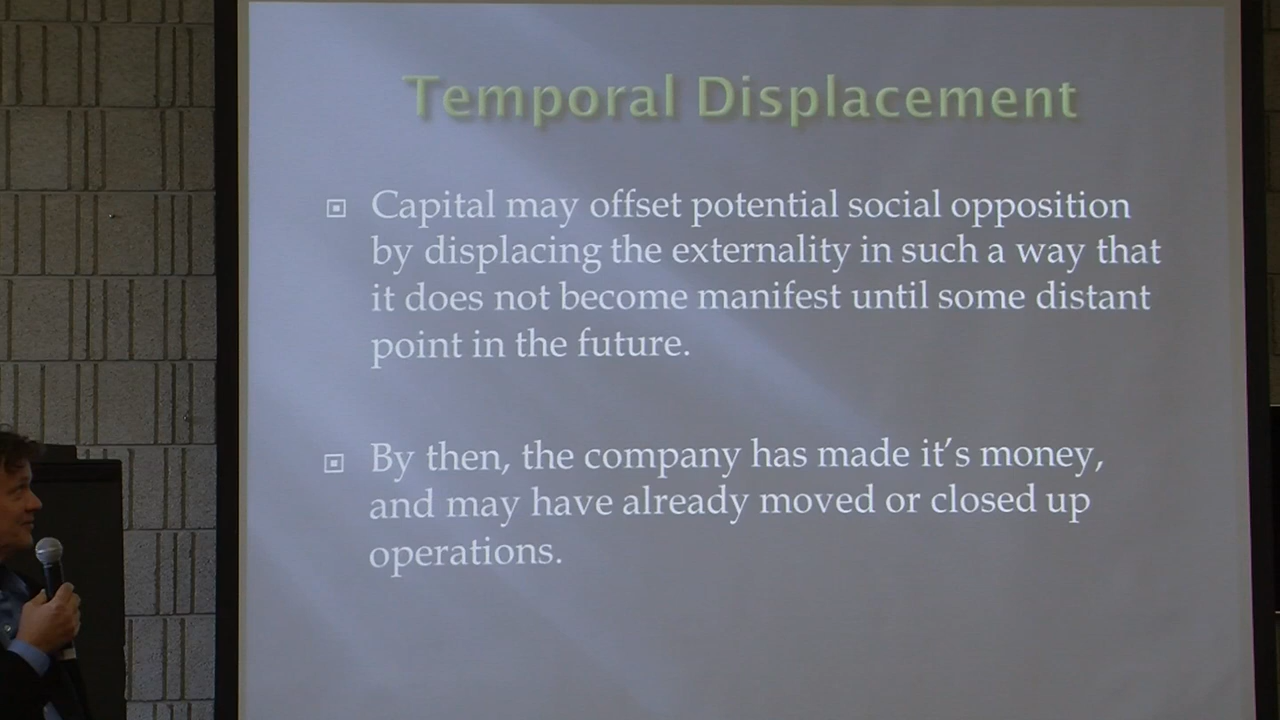 Temporal Displacement
Capital may offset potential social opposition
by displacing the externality in such a way that
it does not become manifest until some distant
point in the future.
By then, the company has made it's money,
and may have already moved or closed up
operations.